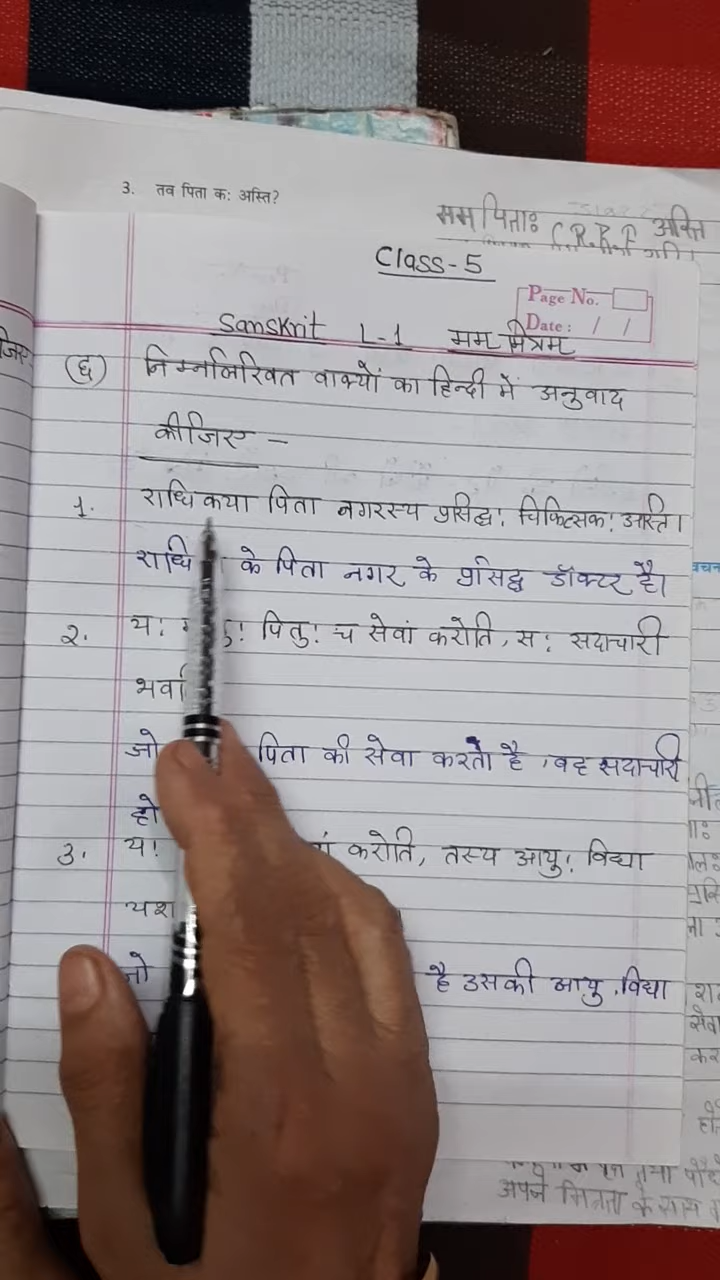 3. तव पिता कः अस्ति?
मम पिताः C.R.P.F अस्ति
Class-5
Page No.
Date: / /
Sanskrit L-1 मम मित्रम
(६) निम्नलिखित वाक्यों का हिन्दी में अनुवाद
कीजिए -
1. राधिकया पिता नगरस्य प्रसिद्ध: चिकित्सक: अस्ति।
राधि के पिता नगर के प्रसिद्ध डॉक्टर है।
2. य: पितु: च सेवां करोति, स: सदाचारी
भव
जो पिता की सेवा करता है, वह सदाचारी
हो
3. य: करोति, तस्य आयु: विद्या
यश
जो है उसकी आयु, विद्या
अपने मित्रता के साथ